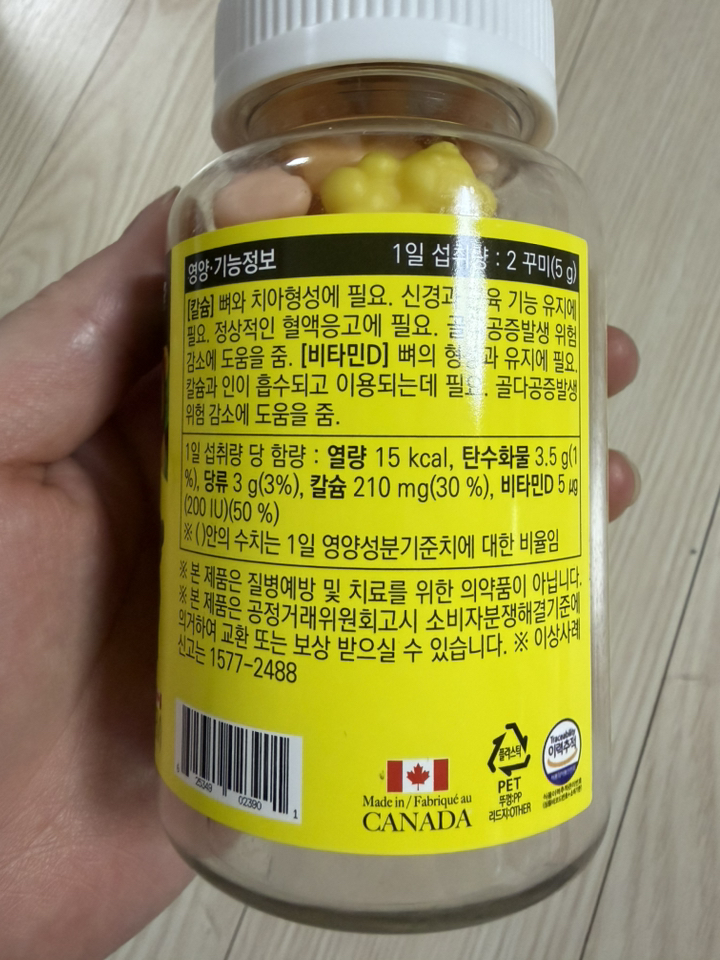 영양·기능정보 1일 섭취량 : 2 꾸미(5 g)
[칼슘] 뼈와 치아형성에 필요. 신경과 근육 기능 유지에
필요. 정상적인 혈액응고에 필요. 골다공증발생 위험
감소에 도움을 줌. [비타민D] 뼈의 형성과 유지에 필요.
칼슘과 인이 흡수되고 이용되는데 필요. 골다공증발생
위험 감소에 도움을 줌.
1일 섭취량 당 함량 : 열량 15 kcal, 탄수화물 3.5 g(1
%), 당류 3 g(3%), 칼슘 210 mg(30 %), 비타민D 5 μg
(200 IU)(50 %)
※ ( )안의 수치는 1일 영양성분기준치에 대한 비율임
※ 본 제품은 질병예방 및 치료를 위한 의약품이 아닙니다.
※ 본 제품은 공정거래위원회고시 소비자분쟁해결기준에
의거하여 교환 또는 보상 받으실 수 있습니다. ※ 이상사례
신고는 1577-2488
6 25349 02390 1
Made in / Fabriqué au
CANADA
플라스틱
PET
뚜껑:PP
리드지:OTHER
Traceability
이력추적